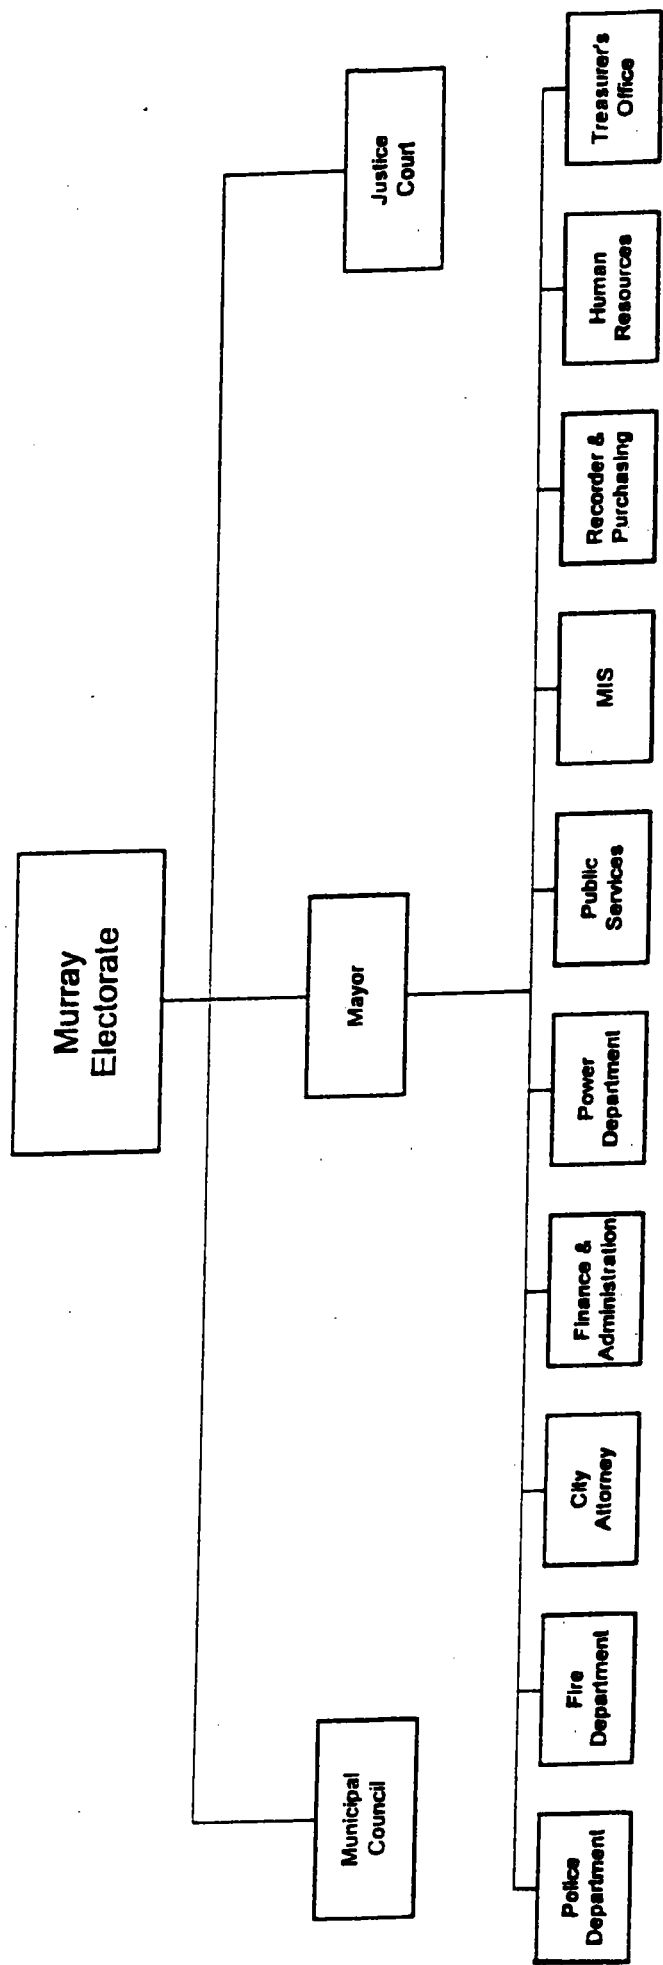 Murray
Electorate
Municipal
Council
Mayor
Justice
Court
Police
Department
Fire
Department
City
Attorney
Finance &
Administration
Power
Department
Public
Services
MIS
Recorder &
Purchasing
Human
Resources
Treasurer's
Office